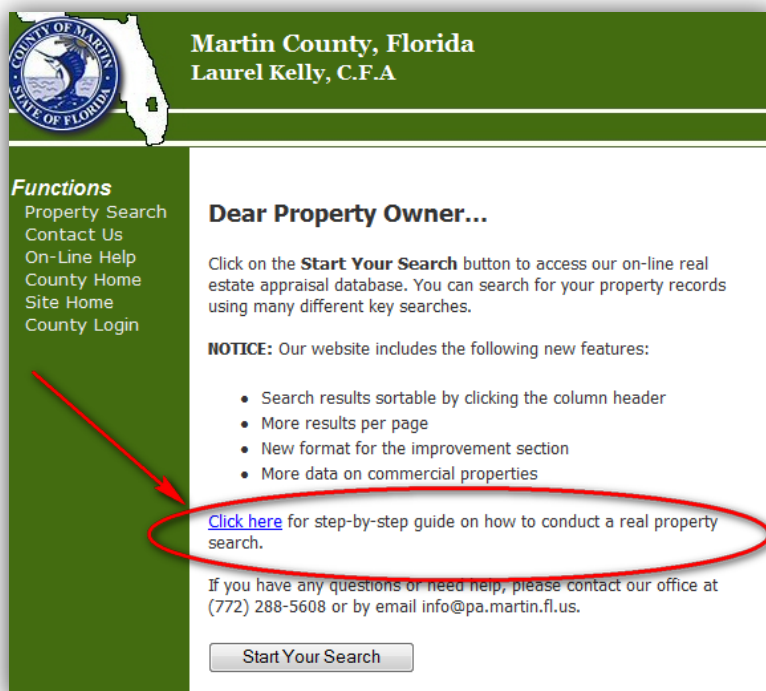 COUNTY OF MARTIN
STATE OF FLORIDA
Martin County, Florida
Laurel Kelly, C.F.A
Functions
Property Search
Contact Us
On-Line Help
County Home
Site Home
County Login
Dear Property Owner...
Click on the Start Your Search button to access our on-line real
estate appraisal database. You can search for your property records
using many different key searches.
NOTICE: Our website includes the following new features:
• Search results sortable by clicking the column header
• More results per page
• New format for the improvement section
• More data on commercial properties
Click here for step-by-step guide on how to conduct a real property
search.
If you have any questions or need help, please contact our office at
(772) 288-5608 or by email info@pa.martin.fl.us.
Start Your Search